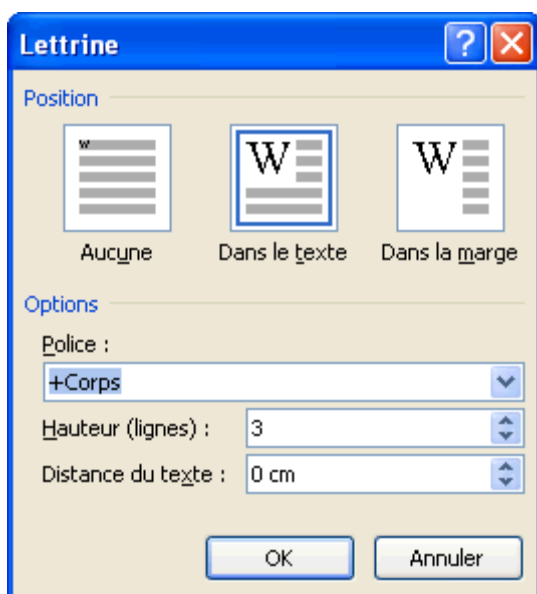 Lettrine
Position
W W W
Aucune Dans le texte Dans la marge
Options
Police :
+Corps
Hauteur (lignes) : 3
Distance du texte : 0 cm
OK Annuler